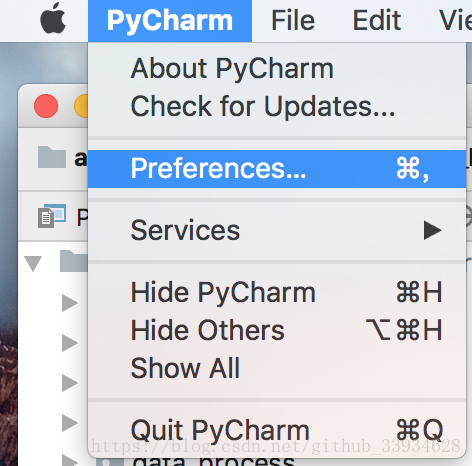 PyCharm File Edit
a
P
About PyCharm
Check for Updates...
Preferences... ⌘,
Services ▶
Hide PyCharm ⌘H
Hide Others ⌥⌘H
Show All
Quit PyCharm ⌘Q
https://blog.csdn.net/github_33934628
data_process